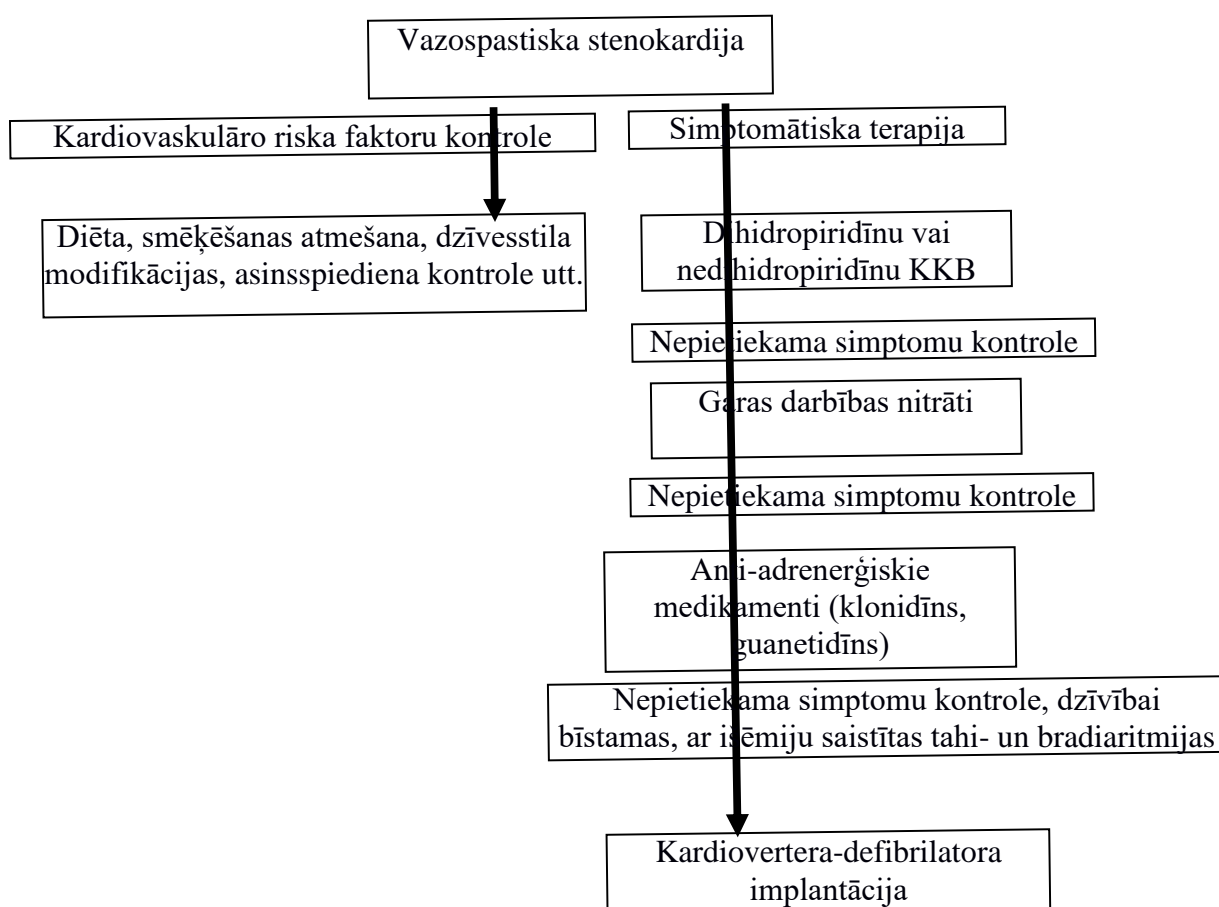 Vazospastiska stenokardija
Kardiovaskulāro riska faktoru kontrole
Diēta, smēķēšanas atmešana, dzīvesstila
modifikācijas, asinsspiediena kontrole utt.
Simptomātiska terapija
Dihidropiridīnu vai
nedihidropiridīnu KKB
Nepietiekama simptomu kontrole
Garas darbības nitrāti
Nepietiekama simptomu kontrole
Anti-adrenerģiskie
medikamenti (klonidīns,
guanetidīns)
Nepietiekama simptomu kontrole, dzīvībai
bīstamas, ar išēmiju saistītas tahi- un bradiaritmijas
Kardiovertera-defibrilatora
implantācija